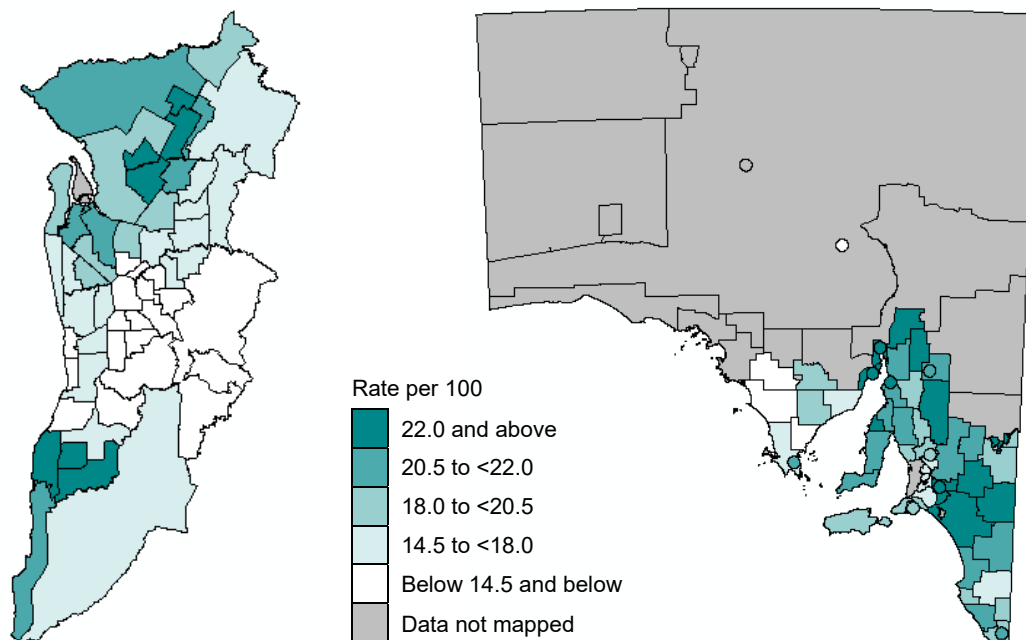 Rate per 100
22.0 and above
20.5 to <22.0
18.0 to <20.5
14.5 to <18.0
Below 14.5 and below
Data not mapped